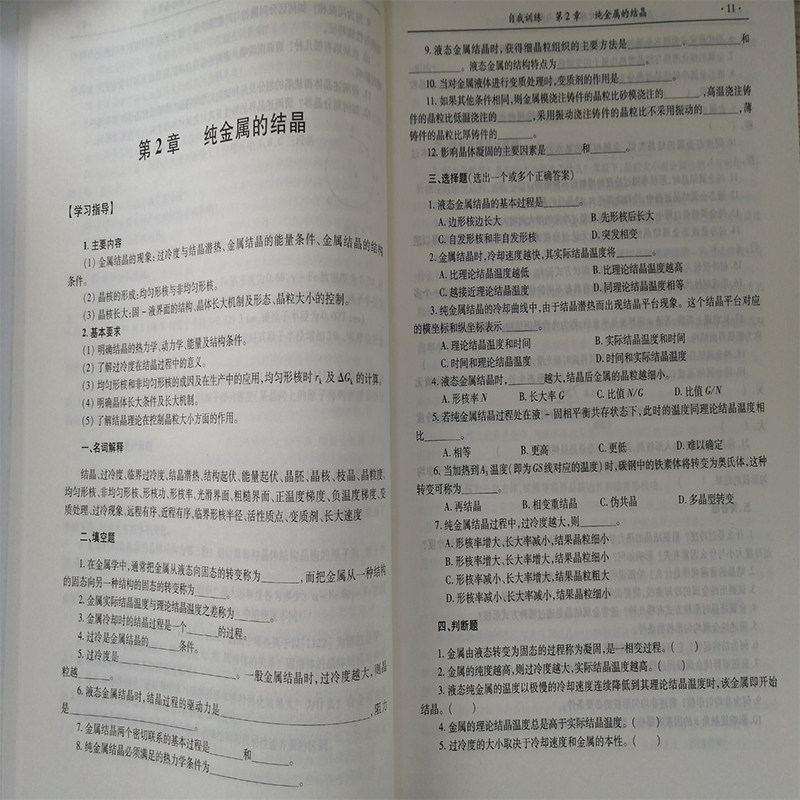 第2章 纯金属的结晶
【学习指导】
1. 主要内容
(1) 金属结晶的现象:过冷度与结晶潜热、金属结晶的能量条件、金属结晶的结构
条件。
(2) 晶核的形成:均匀形核与非均匀形核。
(3) 晶核长大:固-液界面的结构、晶体长大机制及形态、晶粒大小的控制。
2. 基本要求
(1) 明确结晶的热力学、动力学、能量及结构条件。
(2) 了解过冷度在结晶过程中的意义。
(3) 均匀形核和非均匀形核的成因及在生产中的应用,均匀形核时 rk 及 ΔGk 的计算。
(4) 明确晶体长大条件及长大机制。
(5) 了解结晶理论在控制晶粒大小方面的作用。
一、名词解释
结晶、过冷度、临界过冷度、结晶潜热、结构起伏、能量起伏、晶胚、晶核、枝晶、晶粒度、
均匀形核、非均匀形核、形核功、形核率、光滑界面、粗糙界面、正温度梯度、负温度梯度、变
质处理、过冷现象、远程有序、近程有序、临界形核半径、活性质点、变质剂、长大速度
二、填空题
1. 在金属学中,通常把金属从液态向固态的转变称为______,而把金属从一种结构
的固态向另一种结构的固态的转变称为______。
2. 金属实际结晶温度与理论结晶温度之差称为______。
3. 金属冷却时的结晶过程是一个______的过程。
4. 过冷是金属结晶的______条件。
5. 过冷度是______。一般金属结晶时,过冷度越大,则晶
粒越______。
6. 液态金属结晶时,结晶过程的驱动力是______,阻力
是______。
7. 金属结晶两个密切联系的基本过程是______和______。
8. 纯金属结晶必须满足的热力学条件为______。
自我训练 第2章 纯金属的结晶 ·11·
9. 液态金属结晶时,获得细晶粒组织的主要方法是______、______和
______。液态金属的结构特点为______。
10. 当对金属液体进行变质处理时,变质剂的作用是______。
11. 如果其他条件相同,则金属模浇注铸件的晶粒比砂模浇注的______,高温浇注铸
件的晶粒比低温浇注的______,采用振动浇注铸件的晶粒比不采用振动的______,薄
铸件的晶粒比厚铸件的______。
12. 影响晶体凝固的主要因素是______和______。
三、选择题(选出一个或多个正确答案)
1. 液态金属结晶的基本过程是______。
A. 边形核边长大 B. 先形核后长大
C. 自发形核和非自发形核 D. 突发相变
2. 金属结晶时,冷却速度越快,其实际结晶温度将______。
A. 比理论结晶温度越低 B. 比理论结晶温度越高
C. 越接近理论结晶温度 D. 同理论结晶温度相等
3. 纯金属结晶的冷却曲线中,由于结晶潜热而出现结晶平台现象。这个结晶平台对应
的横坐标和纵坐标表示______。
A. 理论结晶温度和时间 B. 实际结晶温度和时间
C. 时间和理论结晶温度 D. 时间和实际结晶温度
4. 液态金属结晶时,______越大,结晶后金属的晶粒越细小。
A. 形核率 N B. 长大率 G C. 比值 N/G D. 比值 G/N
5. 若纯金属结晶过程处在液-固相平衡共存状态下,此时的温度同理论结晶温度相
比______。
A. 相等 B. 更高 C. 更低 D. 难以确定
6. 当加热到 A3 温度(即为 GS 线对应的温度)时,碳钢中的铁素体将转变为奥氏体,这种
转变可称为______。
A. 再结晶 B. 相变重结晶 C. 伪共晶 D. 多晶型转变
7. 纯金属结晶过程中,过冷度越大,则______。
A. 形核率增大、长大率减小,结果晶粒细小
B. 形核率增大、长大率增大,结果晶粒细小
C. 形核率减小、长大率增大,结果晶粒粗大
D. 形核率减小、长大率减小,结果晶粒细小
四、判断题
1. 金属由液态转变为固态的过程称为凝固,是一相变过程。( )
2. 金属的纯度越高,则过冷度越大,实际结晶温度越高。( )
3. 液态纯金属的温度以极慢的冷却速度连续降低到其理论结晶温度时,该金属即开始
结晶。( )
4. 金属的理论结晶温度总是高于实际结晶温度。( )
5. 过冷度的大小取决于冷却速度和金属的本性。( )